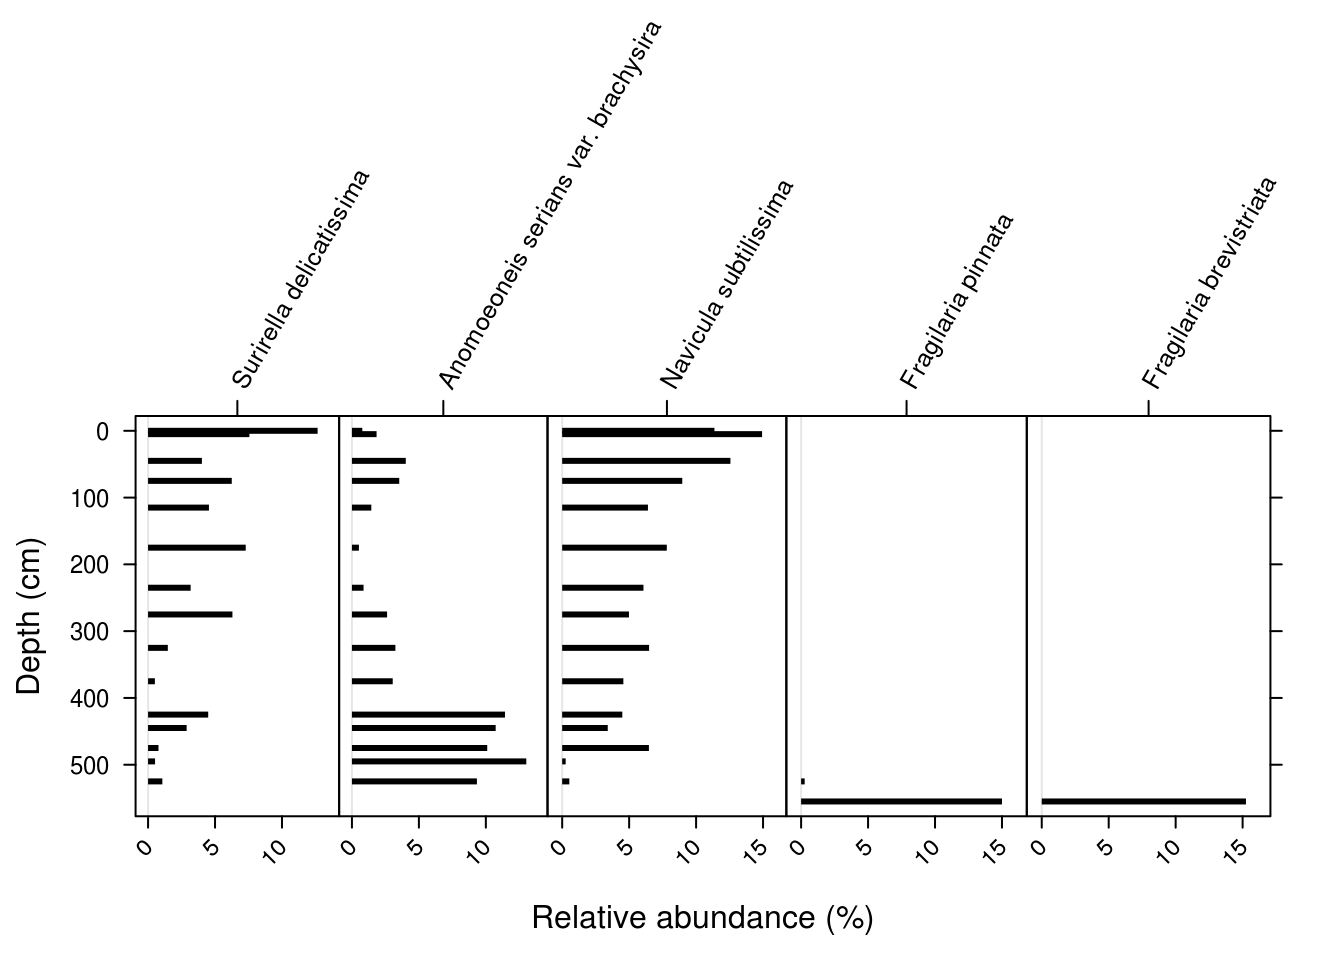 Surirella delicatissima
Anomoeoneis serians var. brachysira
Navicula subtilissima
Fragilaria pinnata
Fragilaria brevistriata
Depth (cm)
0
100
200
300
400
500
0 5 10 0 5 10 0 5 10 15 0 5 10 15 0 5 10 15
Relative abundance (%)